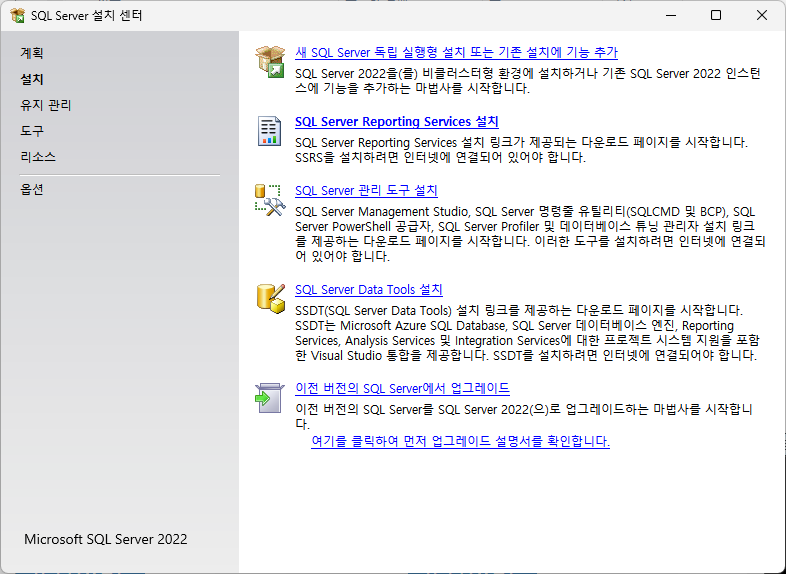 SQL Server 설치 센터
계획
설치
유지 관리
도구
리소스
옵션
Microsoft SQL Server 2022
새 SQL Server 독립 실행형 설치 또는 기존 설치에 기능 추가
SQL Server 2022을(를) 비클러스터형 환경에 설치하거나 기존 SQL Server 2022 인스턴
스에 기능을 추가하는 마법사를 시작합니다.
SQL Server Reporting Services 설치
SQL Server Reporting Services 설치 링크가 제공되는 다운로드 페이지를 시작합니다.
SSRS을 설치하려면 인터넷에 연결되어 있어야 합니다.
SQL Server 관리 도구 설치
SQL Server Management Studio, SQL Server 명령줄 유틸리티(SQLCMD 및 BCP), SQL
Server PowerShell 공급자, SQL Server Profiler 및 데이터베이스 튜닝 관리자 설치 링크
를 제공하는 다운로드 페이지를 시작합니다. 이러한 도구를 설치하려면 인터넷에 연결되
어 있어야 합니다.
SQL Server Data Tools 설치
SSDT(SQL Server Data Tools) 설치 링크를 제공하는 다운로드 페이지를 시작합니다.
SSDT는 Microsoft Azure SQL Database, SQL Server 데이터베이스 엔진, Reporting
Services, Analysis Services 및 Integration Services에 대한 프로젝트 시스템 지원을 포함
한 Visual Studio 통합을 제공합니다. SSDT를 설치하려면 인터넷에 연결되어야 합니다.
이전 버전의 SQL Server에서 업그레이드
이전 버전의 SQL Server를 SQL Server 2022(으)로 업그레이드하는 마법사를 시작합니
다.
여기를 클릭하여 먼저 업그레이드 설명서를 확인합니다.